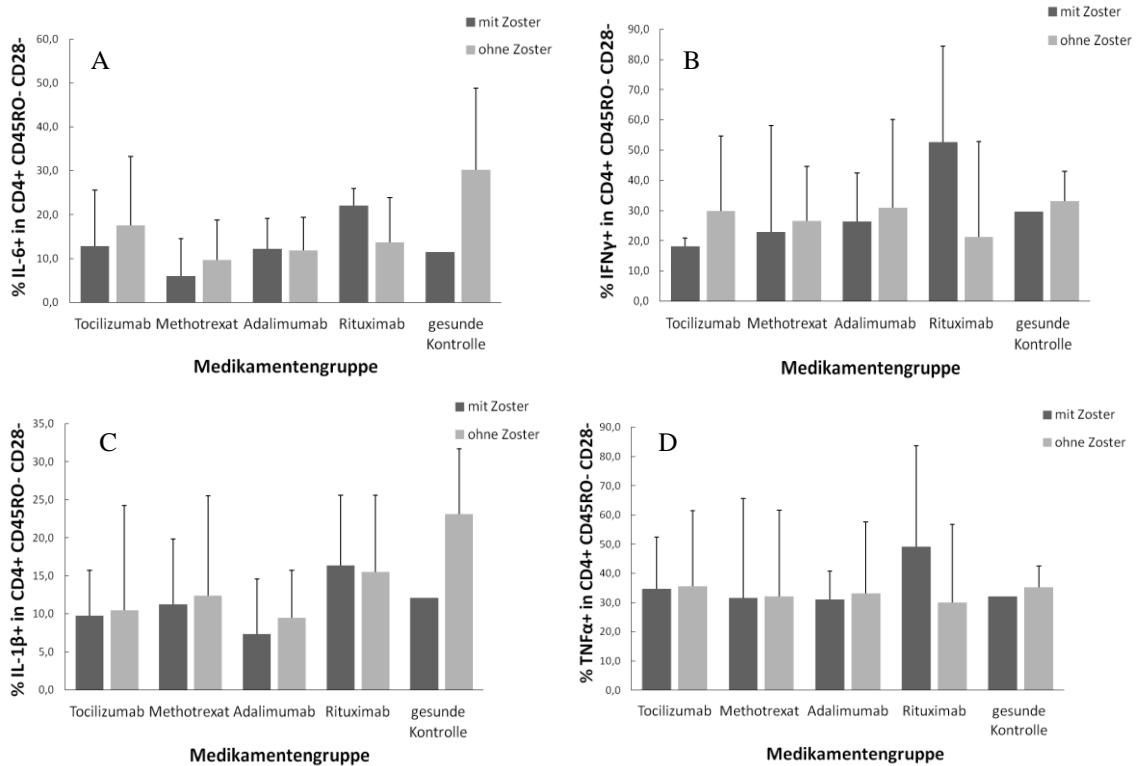 A
% IL-6+ in CD4+ CD45RO- CD28-
60,0
50,0
40,0
30,0
20,0
10,0
0,0
mit Zoster
ohne Zoster
Tocilizumab Methotrexat Adalimumab Rituximab gesunde
Kontrolle
Medikamentengruppe
B
% IFNγ+ in CD4+ CD45RO- CD28-
90,0
80,0
70,0
60,0
50,0
40,0
30,0
20,0
10,0
0,0
mit Zoster
ohne Zoster
Tocilizumab Methotrexat Adalimumab Rituximab gesunde
Kontrolle
Medikamentengruppe
C
% IL-1β+ in CD4+ CD45RO- CD28-
35,0
30,0
25,0
20,0
15,0
10,0
5,0
0,0
mit Zoster
ohne Zoster
Tocilizumab Methotrexat Adalimumab Rituximab gesunde
Kontrolle
Medikamentengruppe
D
% TNFα+ in CD4+ CD45RO- CD28-
90,0
80,0
70,0
60,0
50,0
40,0
30,0
20,0
10,0
0,0
mit Zoster
ohne Zoster
Tocilizumab Methotrexat Adalimumab Rituximab gesunde
Kontrolle
Medikamentengruppe